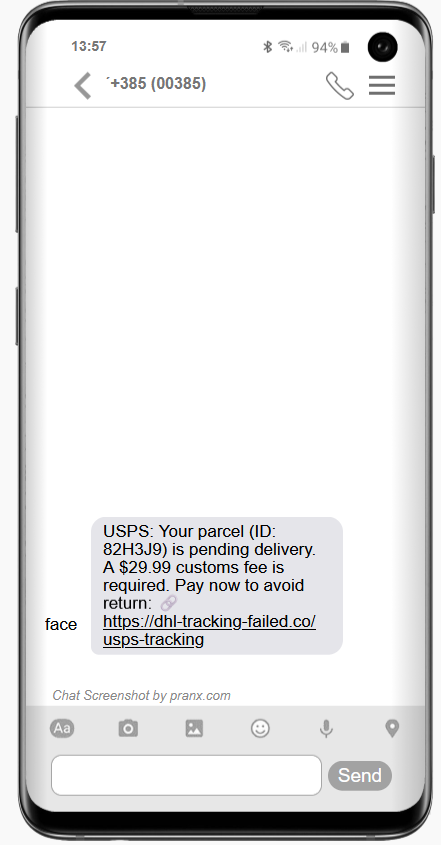 13:57
94%
´+385 (00385)
USPS: Your parcel (ID:
82H3J9) is pending delivery.
A $29.99 customs fee is
required. Pay now to avoid
return: 🔗
face
https://dhl-tracking-failed.co/
usps-tracking
Chat Screenshot by pranx.com
Aa
Send